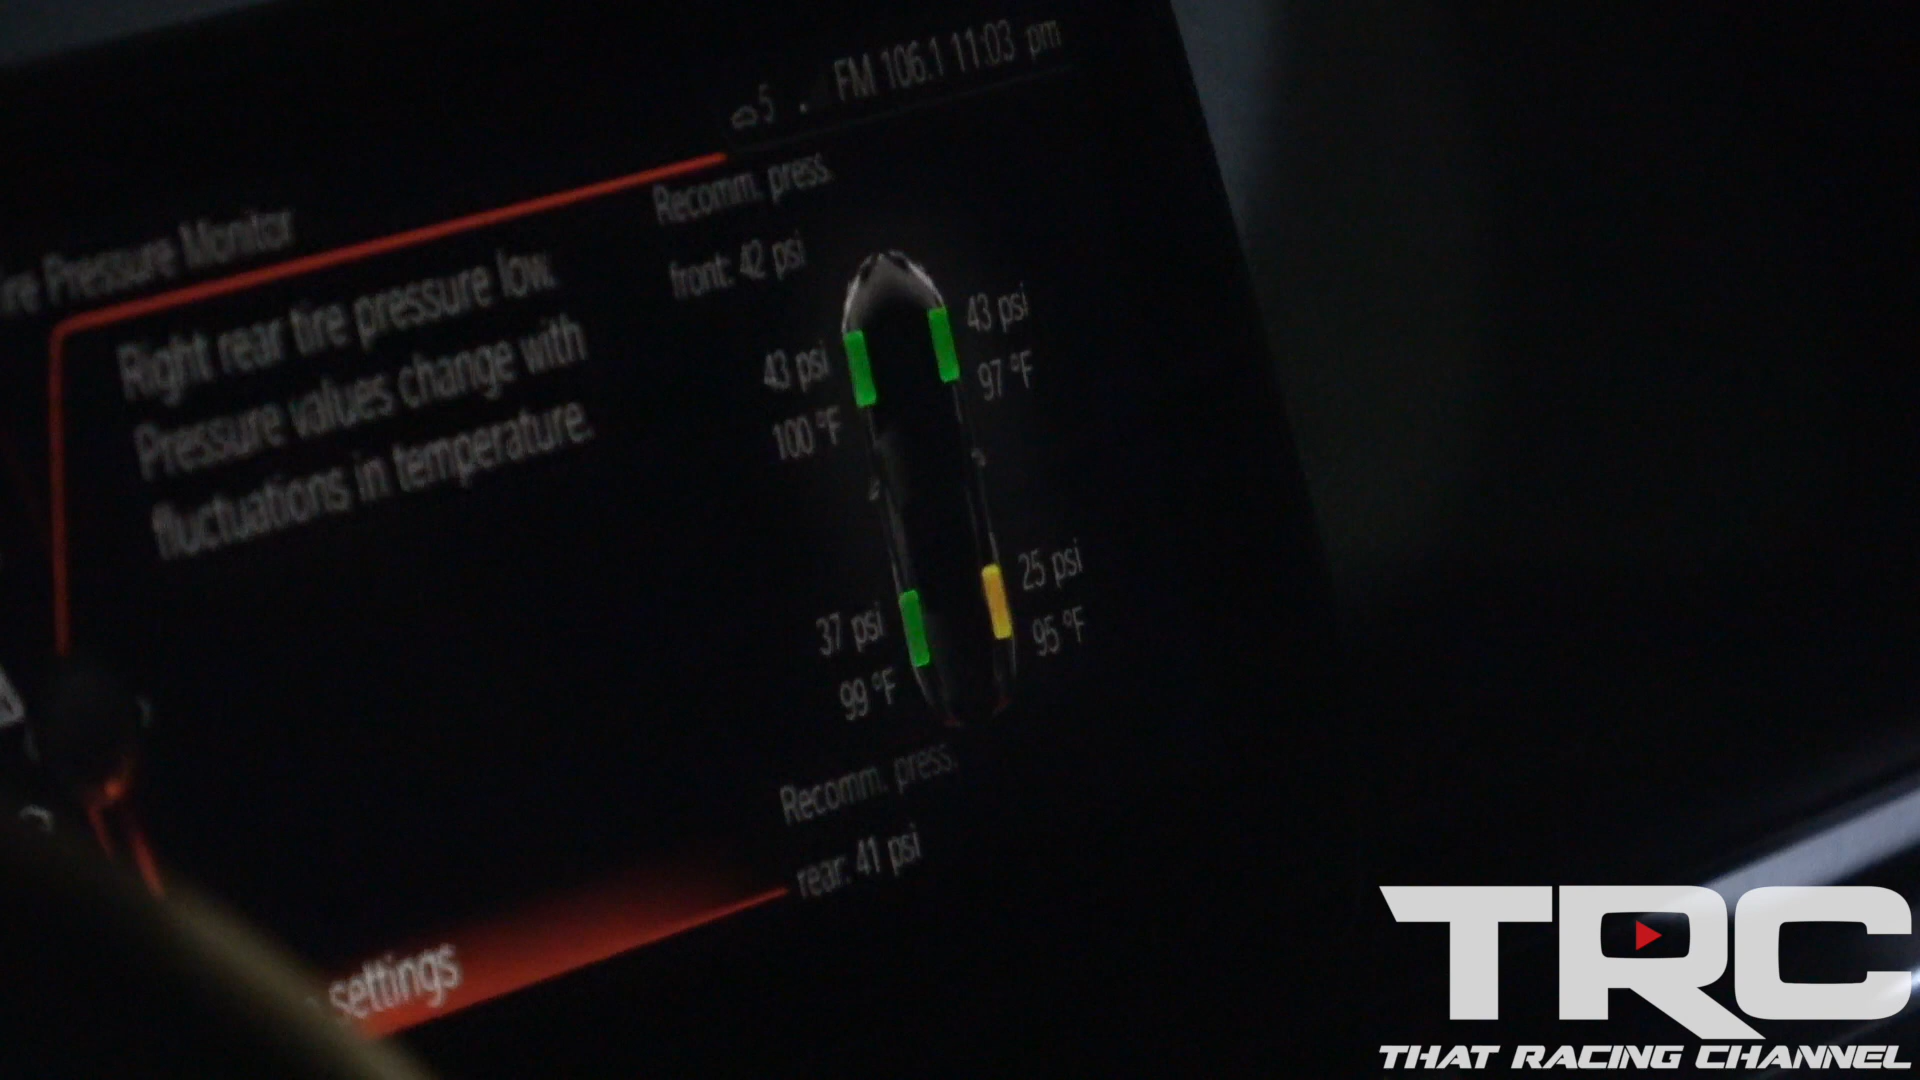 5 . FM 106.1 11:03 pm
Tire Pressure Monitor
Right rear tire pressure low.
Pressure values change with
fluctuations in temperature.
Recomm. press.
front: 42 psi
43 psi
100 °F
43 psi
97 °F
37 psi
99 °F
25 psi
95 °F
Recomm. press.
rear: 41 psi
settings
TRC
THAT RACING CHANNEL